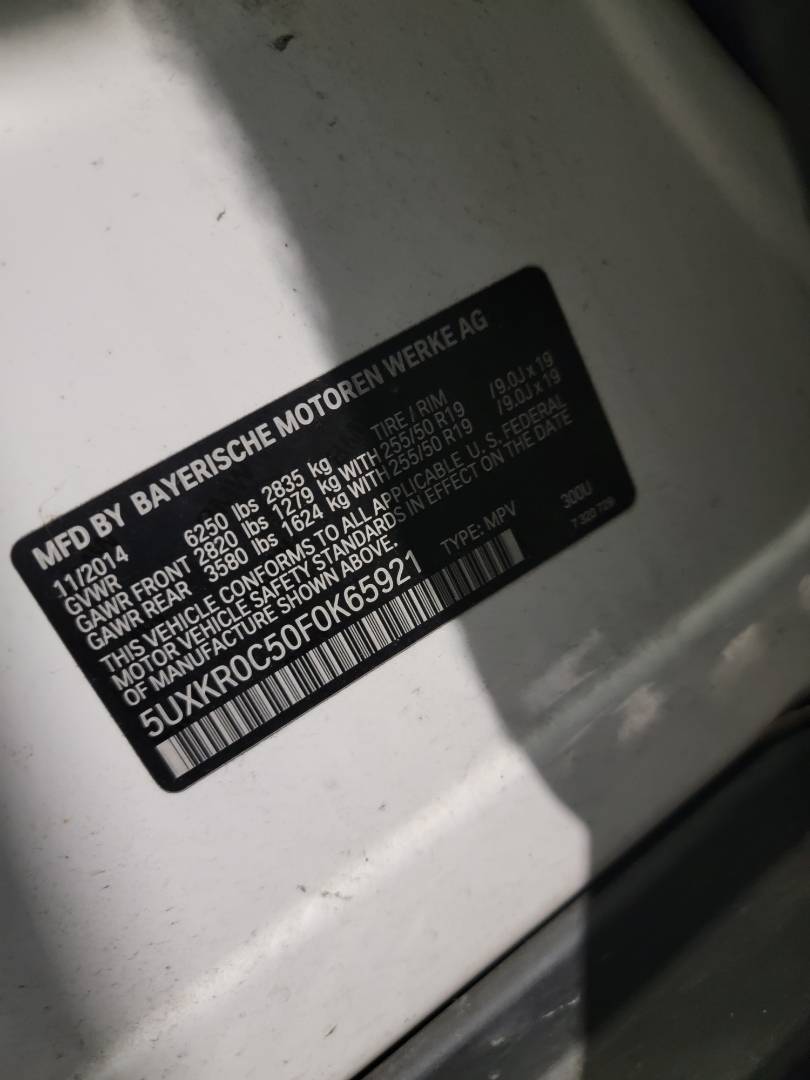 MFD BY BAYERISCHE MOTOREN WERKE AG
11/2014 TIRE / RIM
GVWR 6250 lbs 2835 kg
GAWR FRONT 2820 lbs 1279 kg WITH 255/50 R19 /9.0J x 19
GAWR REAR 3580 lbs 1624 kg WITH 255/50 R19 /9.0J x 19
THIS VEHICLE CONFORMS TO ALL APPLICABLE U.S. FEDERAL
MOTOR VEHICLE SAFETY STANDARDS IN EFFECT ON THE DATE
OF MANUFACTURE SHOWN ABOVE.
5UXKR0C50F0K65921 TYPE: MPV 300U
7 320 729